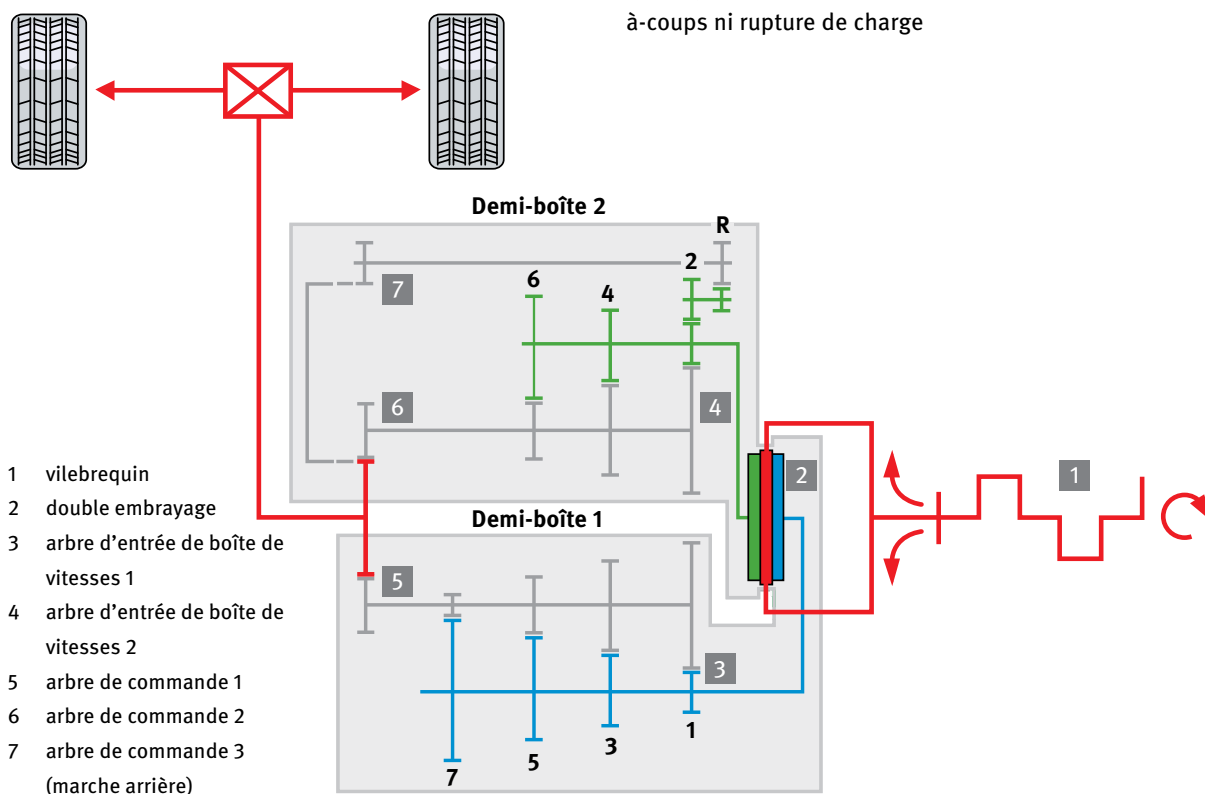 à-coups ni rupture de charge
Demi-boîte 2
R
2
6
4
7
6
4
2
1
1 vilebrequin
2 double embrayage
3 arbre d'entrée de boîte de
vitesses 1
4 arbre d'entrée de boîte de
vitesses 2
5 arbre de commande 1
6 arbre de commande 2
7 arbre de commande 3
(marche arrière)
Demi-boîte 1
5
3
1
3
5
7